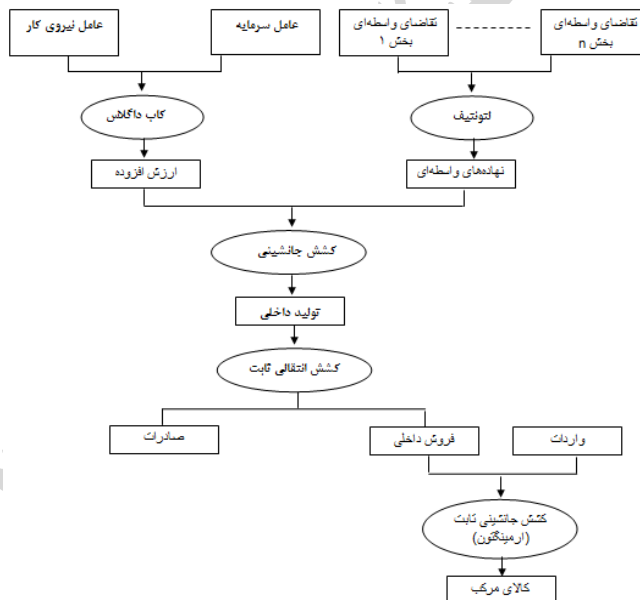 عامل نیروی کار
عامل سرمایه
تقاضای واسطه‌ای
بخش ۱
تقاضای واسطه‌ای
بخش n
کاب داگلاس
لتونتیف
ارزش افزوده
نهاده‌های واسطه‌ای
کشش جانشینی
تولید داخلی
کشش انتقالی ثابت
صادرات
فروش داخلی
واردات
کشش جانشینی ثابت
(ارمینگتون)
کالای مرکب